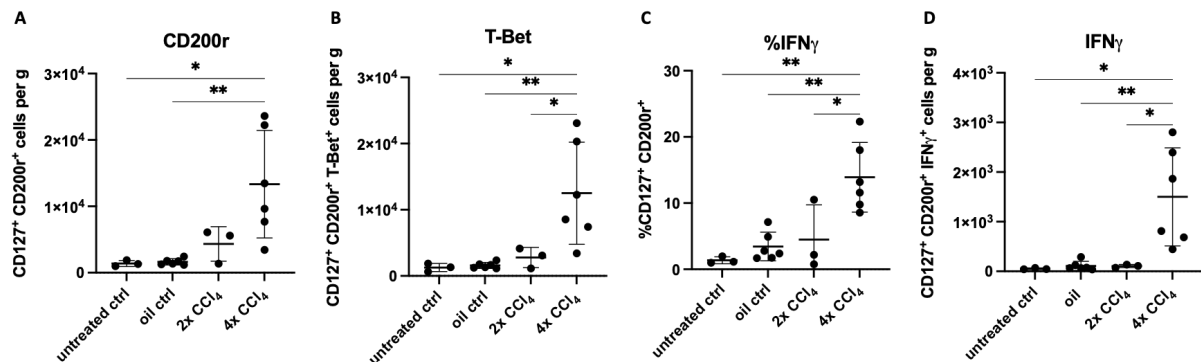 A
CD200r
CD127⁺ CD200r⁺ cells per g
3×10⁴
2×10⁴
1×10⁴
0
*
**
untreated ctrl
oil ctrl
2x CCl₄
4x CCl₄
B
T-Bet
CD127⁺ CD200r⁺ T-Bet⁺ cells per g
3×10⁴
2×10⁴
1×10⁴
0
*
**
*
untreated ctrl
oil ctrl
2x CCl₄
4x CCl₄
C
%IFNγ
%CD127⁺ CD200r⁺
30
20
10
0
**
**
*
untreated ctrl
oil ctrl
2x CCl₄
4x CCl₄
D
IFNγ
CD127⁺ CD200r⁺ IFNγ⁺ cells per g
4×10³
3×10³
2×10³
1×10³
0
*
**
*
untreated ctrl
oil
2x CCl₄
4x CCl₄